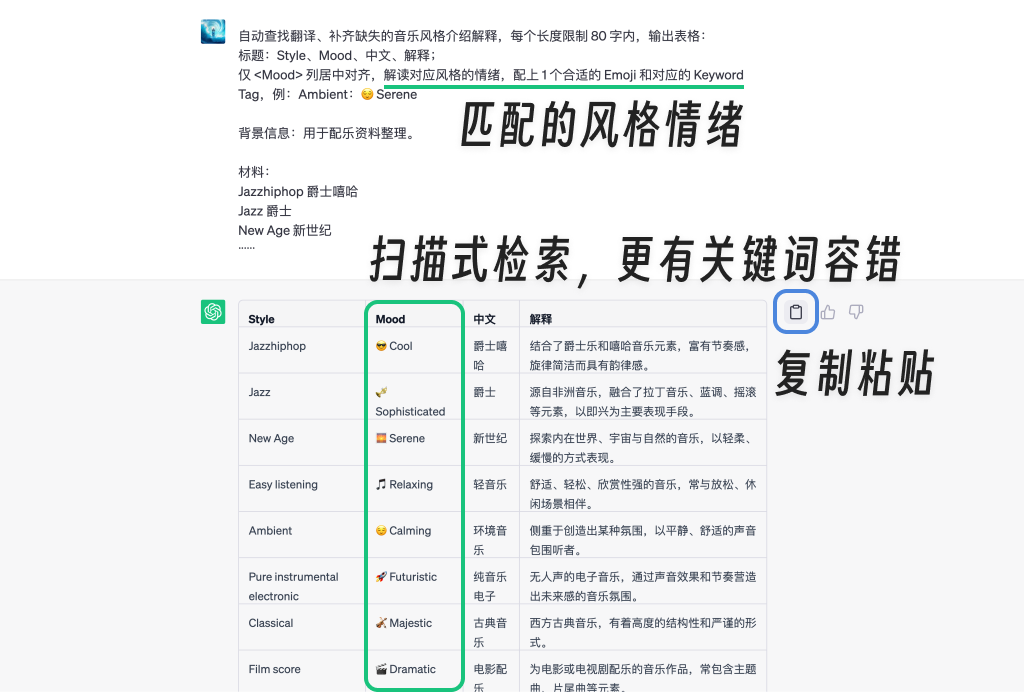 自动查找翻译、补齐缺失的音乐风格介绍解释，每个长度限制 80 字内，输出表格：
标题：Style、Mood、中文、解释；
仅 <Mood> 列居中对齐，解读对应风格的情绪，配上 1 个合适的 Emoji 和对应的 Keyword
Tag，例：Ambient：😌 Serene
匹配的风格情绪
背景信息：用于配乐资料整理。
材料：
Jazzhiphop 爵士嘻哈
Jazz 爵士
New Age 新世纪
······
扫描式检索，更有关键词容错
Style Mood 中文 解释
Jazzhiphop 😎 Cool 爵士嘻 结合了爵士乐和嘻哈音乐元素，富有节奏感，
哈 旋律简洁而具有韵律感。
复制粘贴
Jazz 🎺 爵士 源自非洲音乐，融合了拉丁音乐、蓝调、摇滚
Sophisticated 等元素，以即兴为主要表现手段。
New Age 🌅 Serene 新世纪 探索内在世界、宇宙与自然的音乐，以轻柔、
缓慢的方式表现。
Easy listening 🎵 Relaxing 轻音乐 舒适、轻松、欣赏性强的音乐，常与放松、休
闲场景相伴。
Ambient 😌 Calming 环境音 侧重于创造出某种氛围，以平静、舒适的声音
乐 包围听者。
Pure instrumental 🚀 Futuristic 纯音乐 无人声的电子音乐，通过声音效果和节奏营造
electronic 电子 出未来感的音乐氛围。
Classical 🎻 Majestic 古典音 西方古典音乐，有着高度的结构性和严谨的形
乐 式。
Film score 🎬 Dramatic 电影配 为电影或电视剧配乐的音乐作品，常包含主题
乐 曲、片尾曲等元素。